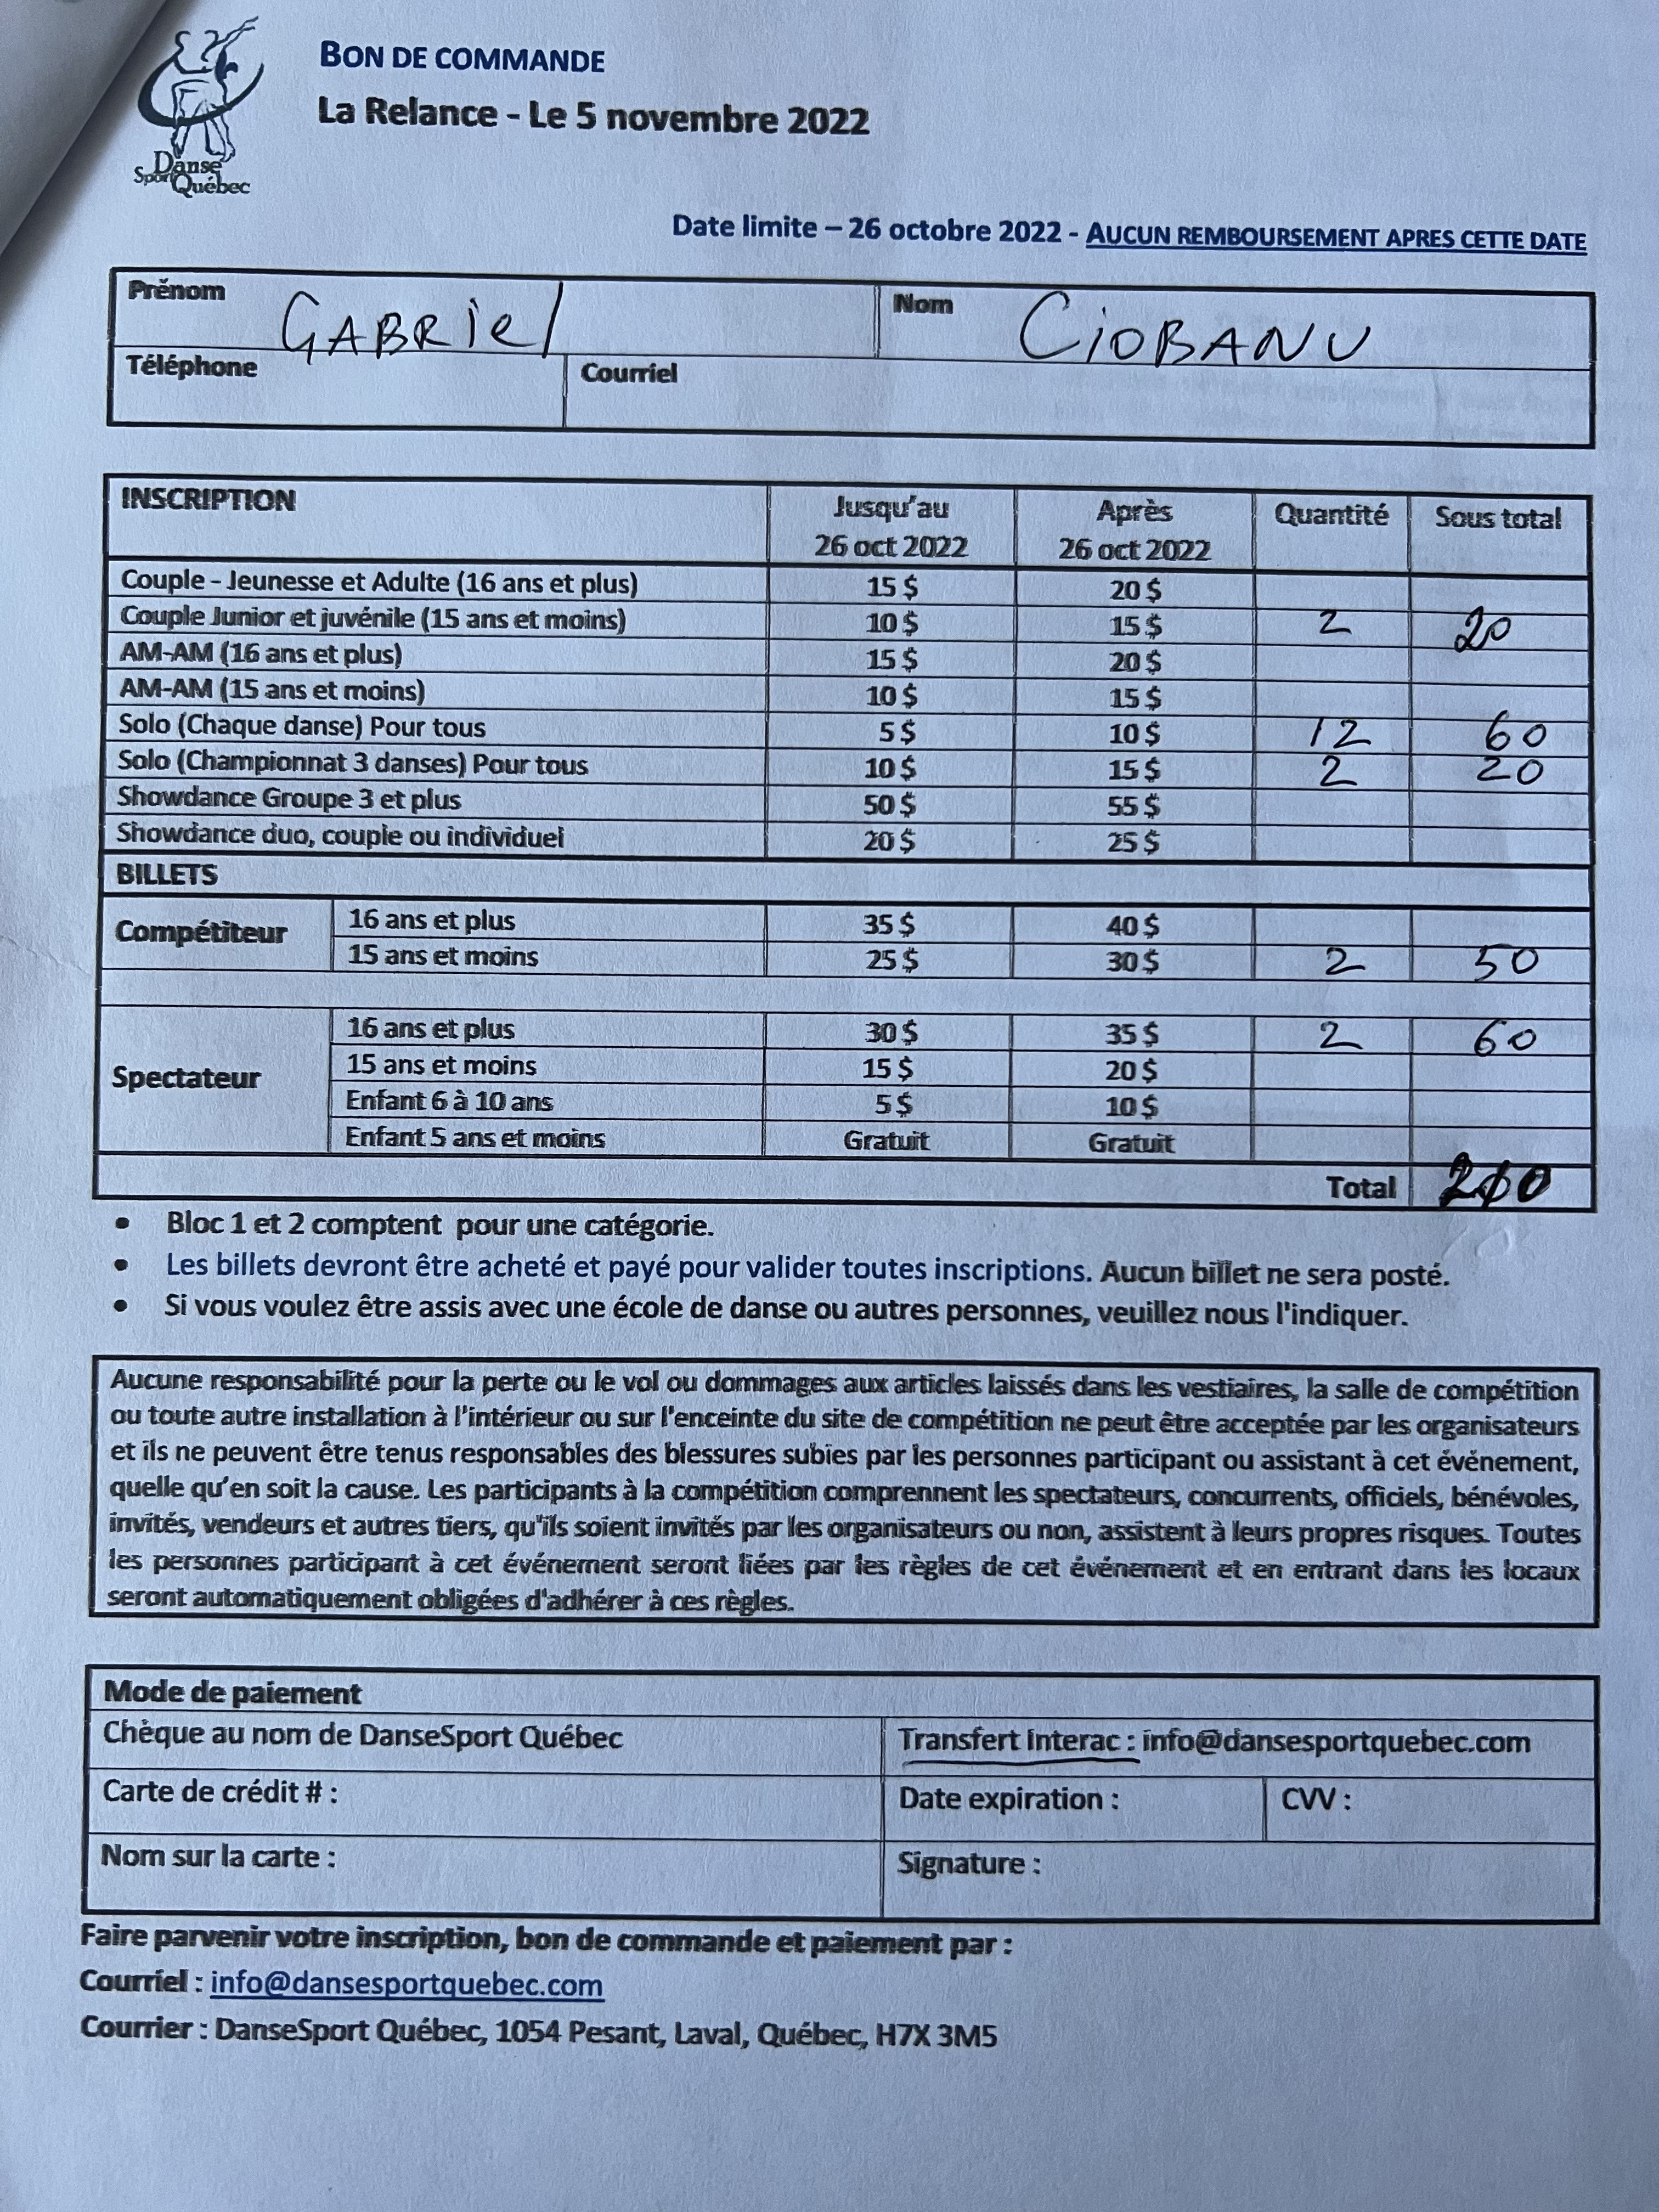 Danse
Sport Québec
BON DE COMMANDE
La Relance - Le 5 novembre 2022
Date limite – 26 octobre 2022 - AUCUN REMBOURSEMENT APRES CETTE DATE
Prénom GABRIEL Nom CIOBANU
Téléphone Courriel
INSCRIPTION Jusqu'au 26 oct 2022 Après 26 oct 2022 Quantité Sous total
Couple - Jeunesse et Adulte (16 ans et plus) 15 $ 20 $
Couple Junior et juvénile (15 ans et moins) 10 $ 15 $ 2 20
AM-AM (16 ans et plus) 15 $ 20 $
AM-AM (15 ans et moins) 10 $ 15 $
Solo (Chaque danse) Pour tous 5 $ 10 $ 12 60
Solo (Championnat 3 danses) Pour tous 10 $ 15 $ 2 20
Showdance Groupe 3 et plus 50 $ 55 $
Showdance duo, couple ou individuel 20 $ 25 $
BILLETS
Compétiteur
16 ans et plus 35 $ 40 $
15 ans et moins 25 $ 30 $ 2 50
Spectateur
16 ans et plus 30 $ 35 $ 2 60
15 ans et moins 15 $ 20 $
Enfant 6 à 10 ans 5 $ 10 $
Enfant 5 ans et moins Gratuit Gratuit
Total
• Bloc 1 et 2 comptent pour une catégorie.
• Les billets devront être acheté et payé pour valider toutes inscriptions. Aucun billet ne sera posté.
• Si vous voulez être assis avec une école de danse ou autres personnes, veuillez nous l'indiquer.
Aucune responsabilité pour la perte ou le vol ou dommages aux articles laissés dans les vestiaires, la salle de compétition
ou toute autre installation à l'intérieur ou sur l'enceinte du site de compétition ne peut être acceptée par les organisateurs
et ils ne peuvent être tenus responsables des blessures subies par les personnes participant ou assistant à cet événement,
quelle qu'en soit la cause. Les participants à la compétition comprennent les spectateurs, concurrents, officiels, bénévoles,
invités, vendeurs et autres tiers, qu'ils soient invités par les organisateurs ou non, assistent à leurs propres risques. Toutes
les personnes participant à cet événement seront liées par les règles de cet événement et en entrant dans les locaux
seront automatiquement obligées d'adhérer à ces règles.
Mode de paiement
Chèque au nom de DanseSport Québec Transfert Interac : info@dansesportquebec.com
Carte de crédit # : Date expiration : CVV :
Nom sur la carte : Signature :
Faire parvenir votre inscription, bon de commande et paiement par :
Courriel : info@dansesportquebec.com
Courrier : DanseSport Québec, 1054 Pesant, Laval, Québec, H7X 3M5